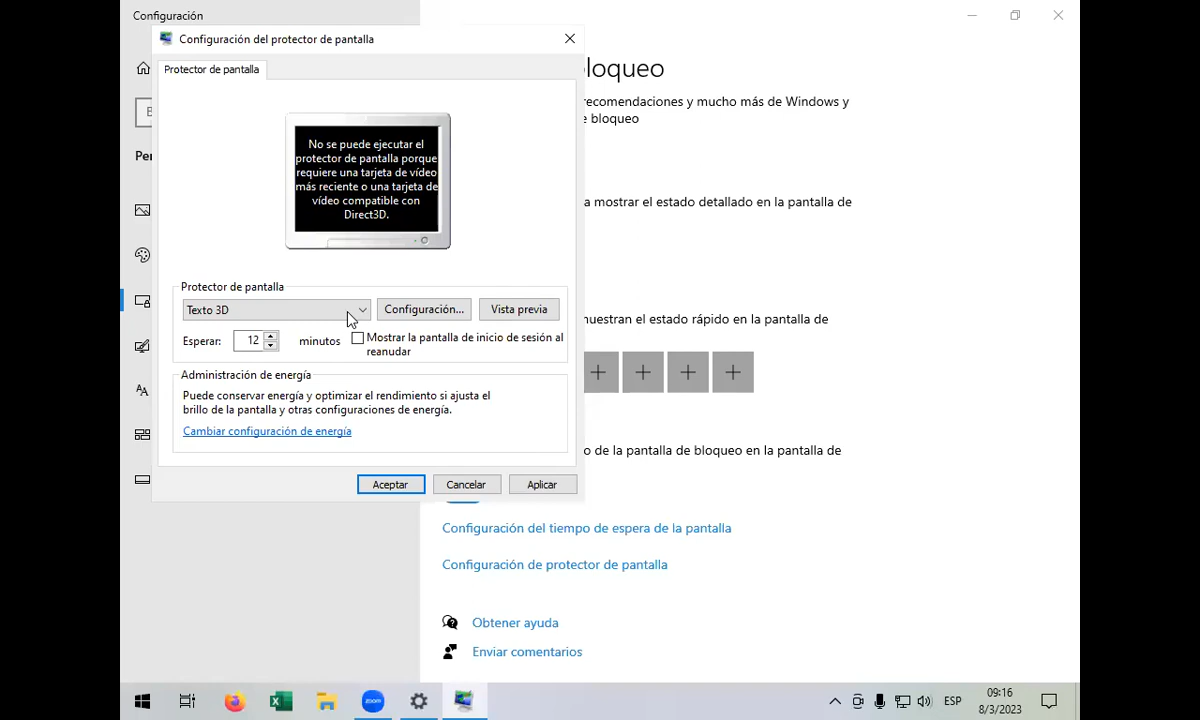 Configuración
Configuración del protector de pantalla
Protector de pantalla
No se puede ejecutar el
protector de pantalla porque
requiere una tarjeta de vídeo
más reciente o una tarjeta de
vídeo compatible con
Direct3D.
Protector de pantalla
Texto 3D
Configuración...
Vista previa
Esperar:
12
minutos
Mostrar la pantalla de inicio de sesión al
reanudar
Administración de energía
Puede conservar energía y optimizar el rendimiento si ajusta el
brillo de la pantalla y otras configuraciones de energía.
Cambiar configuración de energía
Aceptar
Cancelar
Aplicar
B
Per
loqueo
recomendaciones y mucho más de Windows y
e bloqueo
a mostrar el estado detallado en la pantalla de
nuestran el estado rápido en la pantalla de
o de la pantalla de bloqueo en la pantalla de
Configuración del tiempo de espera de la pantalla
Configuración de protector de pantalla
Obtener ayuda
Enviar comentarios
zoom
ESP
09:16
8/3/2023